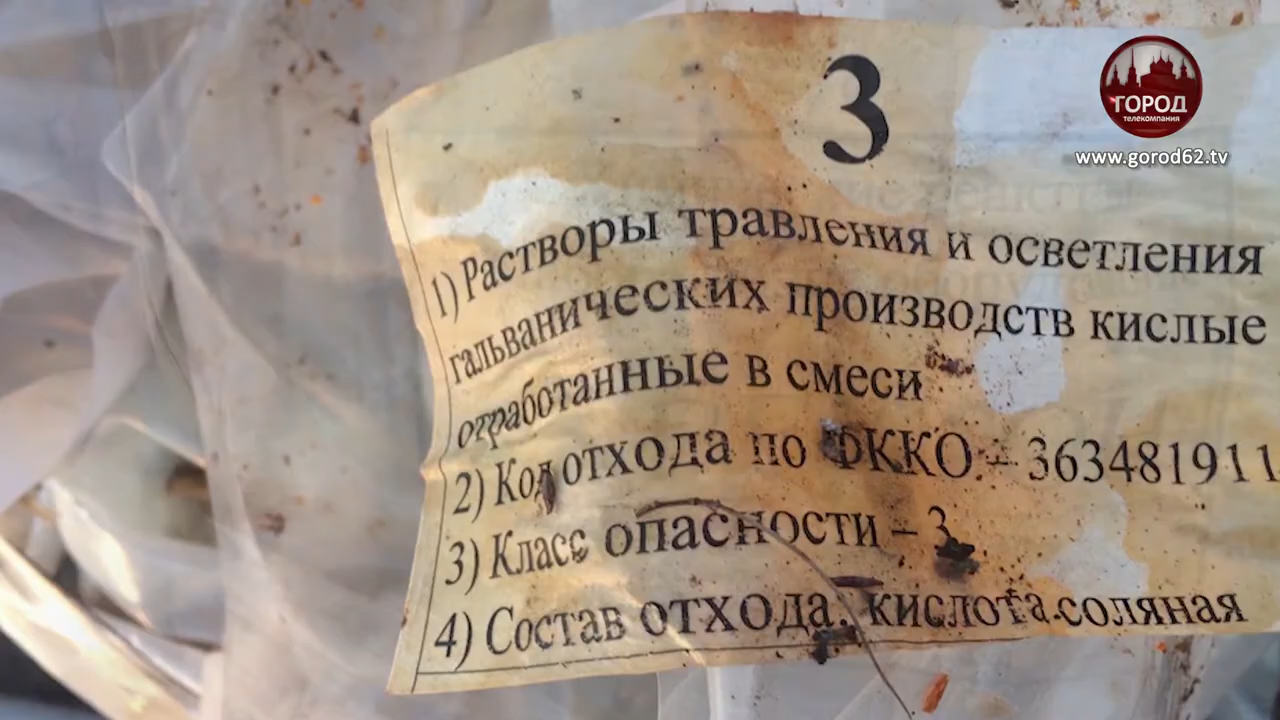 ГОРОД
телекомпания
www.gorod62.tv
3
1) Растворы травления и осветления
гальванических производств кислые
отработанные в смеси
2) Код отхода по ФККО - 363481911
3) Класс опасности – 3
4) Состав отхода: кислота соляная